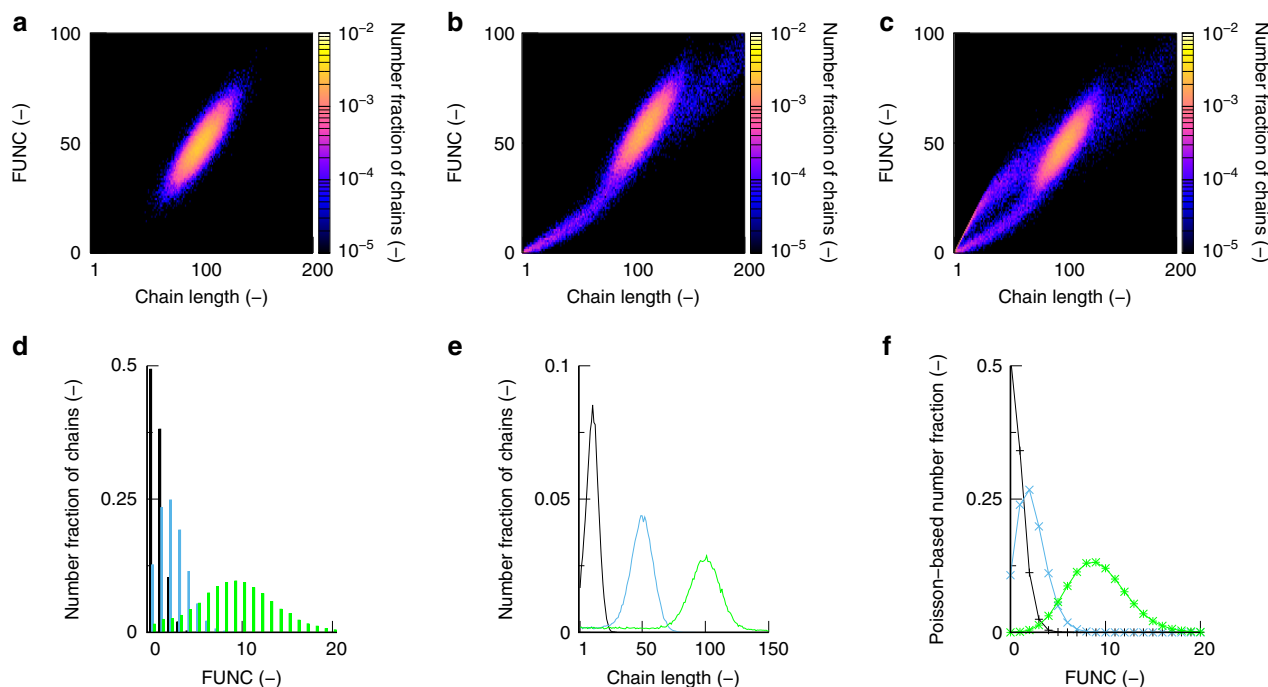 a
100
50
0
FUNC (–)
1
100
200
Chain length (–)
10⁻²
10⁻³
10⁻⁴
10⁻⁵
Number fraction of chains (–)
b
100
50
0
FUNC (–)
1
100
200
Chain length (–)
10⁻²
10⁻³
10⁻⁴
10⁻⁵
Number fraction of chains (–)
c
100
50
0
FUNC (–)
1
100
200
Chain length (–)
10⁻²
10⁻³
10⁻⁴
10⁻⁵
Number fraction of chains (–)
d
0.5
0.25
0
Number fraction of chains (–)
0
10
20
FUNC (–)
e
0.1
0.05
0
Number fraction of chains (–)
1
50
100
150
Chain length (–)
f
0.5
0.25
0
Poisson–based number fraction (–)
0
10
20
FUNC (–)